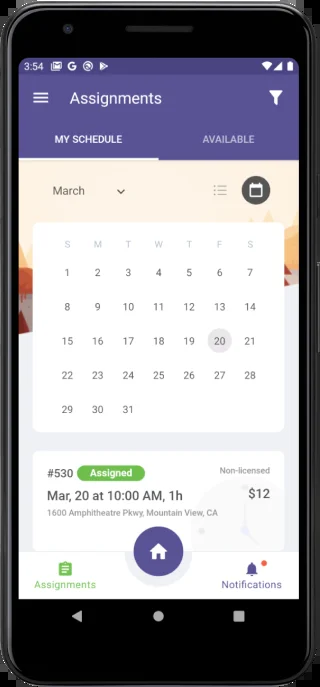 3:54
Assignments
MY SCHEDULE AVAILABLE
March
S M T W T F S
1 2 3 4 5 6 7
8 9 10 11 12 13 14
15 16 17 18 19 20 21
22 23 24 25 26 27 28
29 30 31
#530 Assigned Non-licensed
Mar, 20 at 10:00 AM, 1h $12
1600 Amphitheatre Pkwy, Mountain View, CA
Assignments Notifications